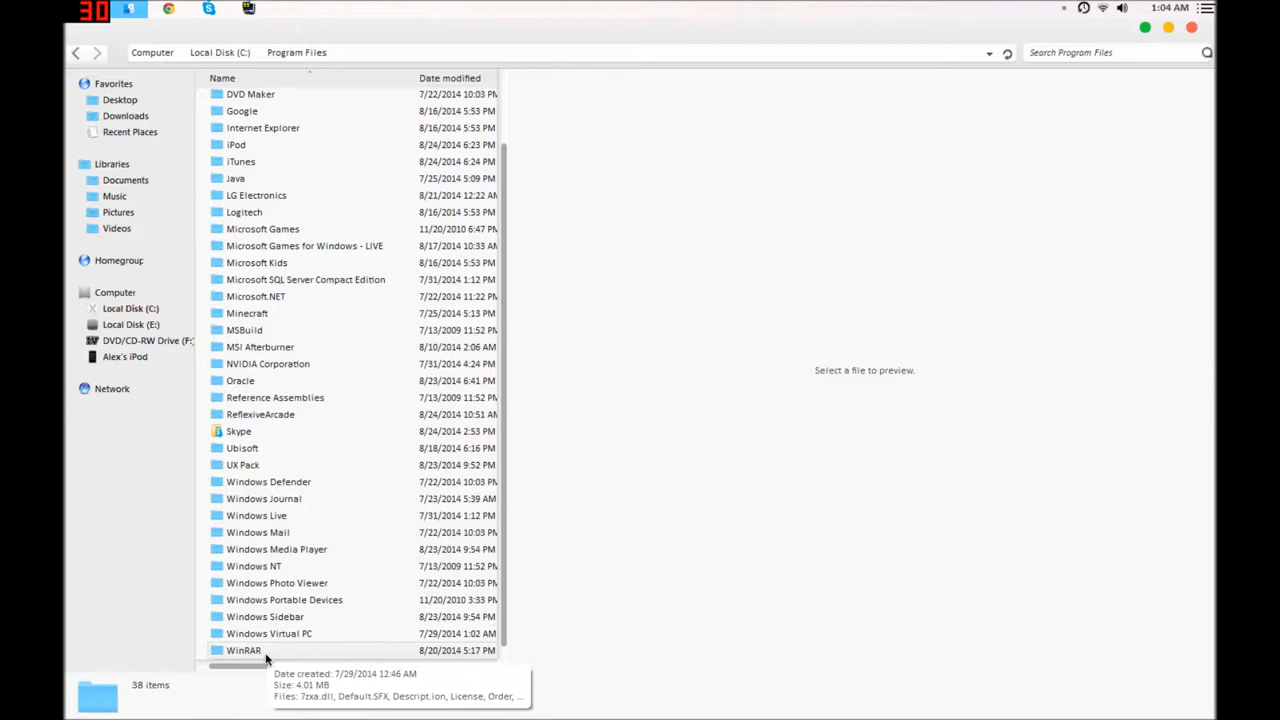 30
1:04 AM
Computer
Local Disk (C:)
Program Files
Search Program Files
Favorites
Desktop
Downloads
Recent Places
Libraries
Documents
Music
Pictures
Videos
Homegroup
Computer
Local Disk (C:)
Local Disk (E:)
DVD/CD-RW Drive (F:
Alex's iPod
Network
Name Date modified
DVD Maker 7/22/2014 10:03 PM
Google 8/16/2014 5:53 PM
Internet Explorer 8/16/2014 5:53 PM
iPod 8/24/2014 6:23 PM
iTunes 8/24/2014 6:24 PM
Java 7/25/2014 5:09 PM
LG Electronics 8/21/2014 12:22 AM
Logitech 8/16/2014 5:53 PM
Microsoft Games 11/20/2010 6:47 PM
Microsoft Games for Windows - LIVE 8/17/2014 10:33 AM
Microsoft Kids 8/16/2014 5:53 PM
Microsoft SQL Server Compact Edition 7/31/2014 1:12 PM
Microsoft.NET 7/22/2014 11:22 PM
Minecraft 7/25/2014 5:13 PM
MSBuild 7/13/2009 11:52 PM
MSI Afterburner 8/10/2014 2:06 AM
NVIDIA Corporation 7/31/2014 4:24 PM
Oracle 8/23/2014 6:41 PM
Reference Assemblies 7/13/2009 11:52 PM
ReflexiveArcade 8/24/2014 10:51 AM
Skype 8/24/2014 2:53 PM
Ubisoft 8/18/2014 6:16 PM
UX Pack 8/23/2014 9:52 PM
Windows Defender 7/22/2014 10:03 PM
Windows Journal 7/23/2014 5:39 AM
Windows Live 7/31/2014 1:12 PM
Windows Mail 7/22/2014 10:03 PM
Windows Media Player 8/23/2014 9:54 PM
Windows NT 7/13/2009 11:52 PM
Windows Photo Viewer 7/22/2014 10:03 PM
Windows Portable Devices 11/20/2010 3:33 PM
Windows Sidebar 8/23/2014 9:54 PM
Windows Virtual PC 7/29/2014 1:02 AM
WinRAR 8/20/2014 5:17 PM
Select a file to preview.
Date created: 7/29/2014 12:46 AM
Size: 4.01 MB
Files: 7zxa.dll, Default.SFX, Descript.ion, License, Order, ...
38 items